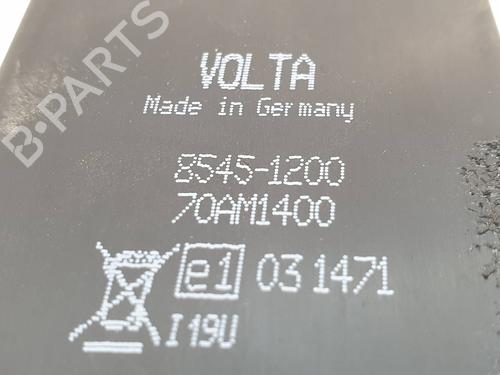 B-PARTS
VOLTA
Made in Germany
8545-1200
70AM1400
e1 031471
I19U